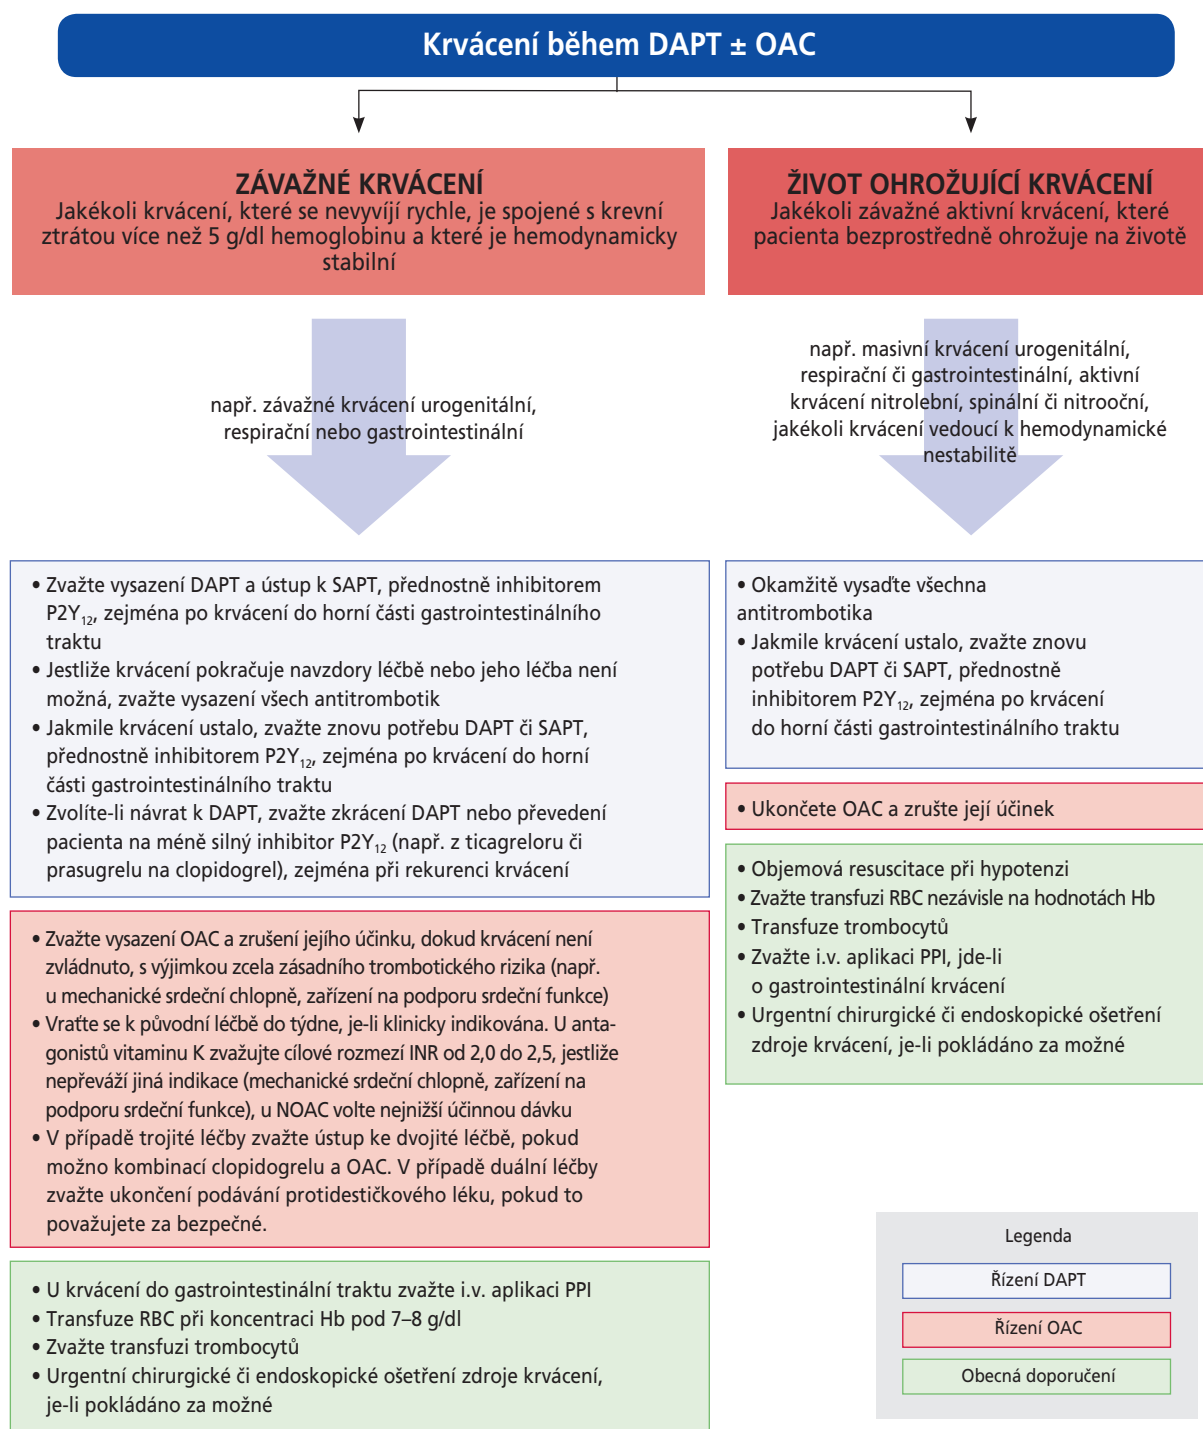 Krvácení během DAPT ± OAC
ZÁVAŽNÉ KRVÁCENÍ
Jakékoli krvácení, které se nevyvíjí rychle, je spojené s krevní
ztrátou více než 5 g/dl hemoglobinu a které je hemodynamicky
stabilní
např. závažné krvácení urogenitální,
respirační nebo gastrointestinální
• Zvažte vysazení DAPT a ústup k SAPT, přednostně inhibitorem
P2Y₁₂, zejména po krvácení do horní části gastrointestinálního
traktu
• Jestliže krvácení pokračuje navzdory léčbě nebo jeho léčba není
možná, zvažte vysazení všech antitrombotik
• Jakmile krvácení ustalo, zvažte znovu potřebu DAPT či SAPT,
přednostně inhibitorem P2Y₁₂, zejména po krvácení do horní
části gastrointestinálního traktu
• Zvolíte-li návrat k DAPT, zvažte zkrácení DAPT nebo převedení
pacienta na méně silný inhibitor P2Y₁₂ (např. z ticagreloru či
prasugrelu na clopidogrel), zejména při rekurenci krvácení
• Zvažte vysazení OAC a zrušení jejího účinku, dokud krvácení není
zvládnuto, s výjimkou zcela zásadního trombotického rizika (např.
u mechanické srdeční chlopně, zařízení na podporu srdeční funkce)
• Vraťte se k původní léčbě do týdne, je-li klinicky indikována. U anta-
gonistů vitaminu K zvažujte cílové rozmezí INR od 2,0 do 2,5, jestliže
nepřeváží jiná indikace (mechanické srdeční chlopně, zařízení na
podporu srdeční funkce), u NOAC volte nejnižší účinnou dávku
• V případě trojité léčby zvažte ústup ke dvojité léčbě, pokud
možno kombinací clopidogrelu a OAC. V případě duální léčby
zvažte ukončení podávání protidestičkového léku, pokud to
považujete za bezpečné.
• U krvácení do gastrointestinální traktu zvažte i.v. aplikaci PPI
• Transfuze RBC při koncentraci Hb pod 7–8 g/dl
• Zvažte transfuzi trombocytů
• Urgentní chirurgické či endoskopické ošetření zdroje krvácení,
je-li pokládáno za možné
ŽIVOT OHROŽUJÍCÍ KRVÁCENÍ
Jakékoli závažné aktivní krvácení, které
pacienta bezprostředně ohrožuje na životě
např. masivní krvácení urogenitální,
respirační či gastrointestinální, aktivní
krvácení nitrolební, spinální či nitrooční,
jakékoli krvácení vedoucí k hemodynamické
nestabilitě
• Okamžitě vysaďte všechna
antitrombotika
• Jakmile krvácení ustalo, zvažte znovu
potřebu DAPT či SAPT, přednostně
inhibitorem P2Y₁₂, zejména po krvácení
do horní části gastrointestinálního traktu
• Ukončete OAC a zrušte její účinek
• Objemová resuscitace při hypotenzi
• Zvažte transfuzi RBC nezávisle na hodnotách Hb
• Transfuze trombocytů
• Zvažte i.v. aplikaci PPI, jde-li
o gastrointestinální krvácení
• Urgentní chirurgické či endoskopické ošetření
zdroje krvácení, je-li pokládáno za možné
Legenda
Řízení DAPT
Řízení OAC
Obecná doporučení